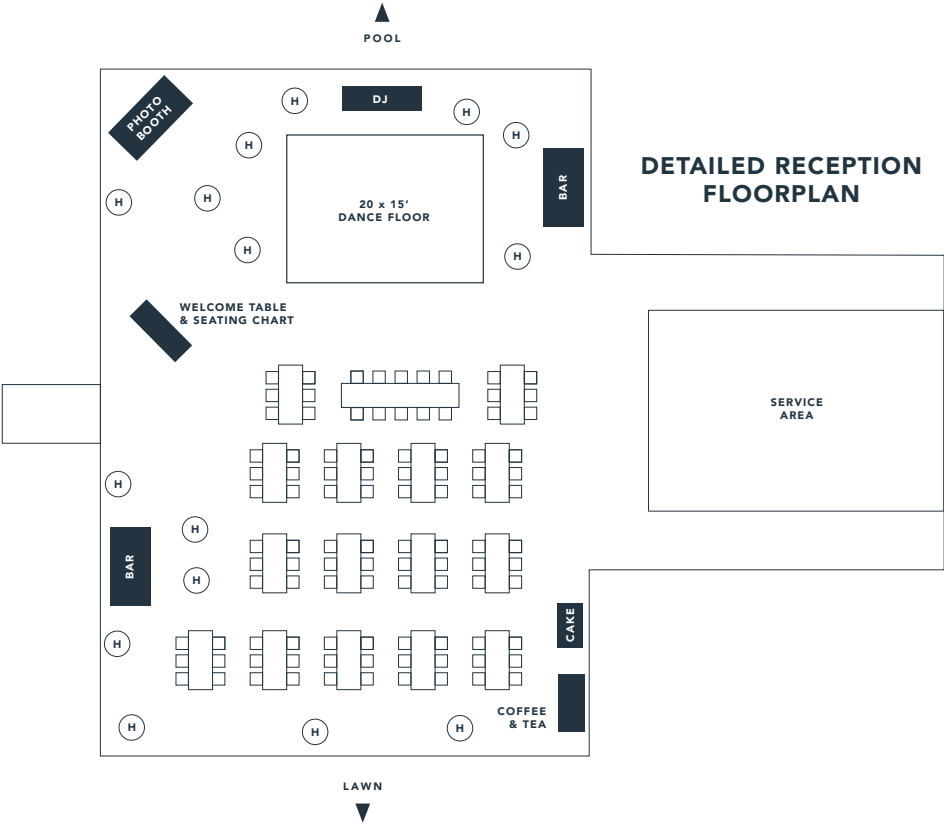 POOL
PHOTO
BOOTH
H
DJ
H
H
H
BAR
DETAILED RECEPTION
FLOORPLAN
H
H
20 x 15’
DANCE FLOOR
H
H
WELCOME TABLE
& SEATING CHART
SERVICE
AREA
H
H
BAR
H
H
CAKE
COFFEE
& TEA
H
H
H
LAWN